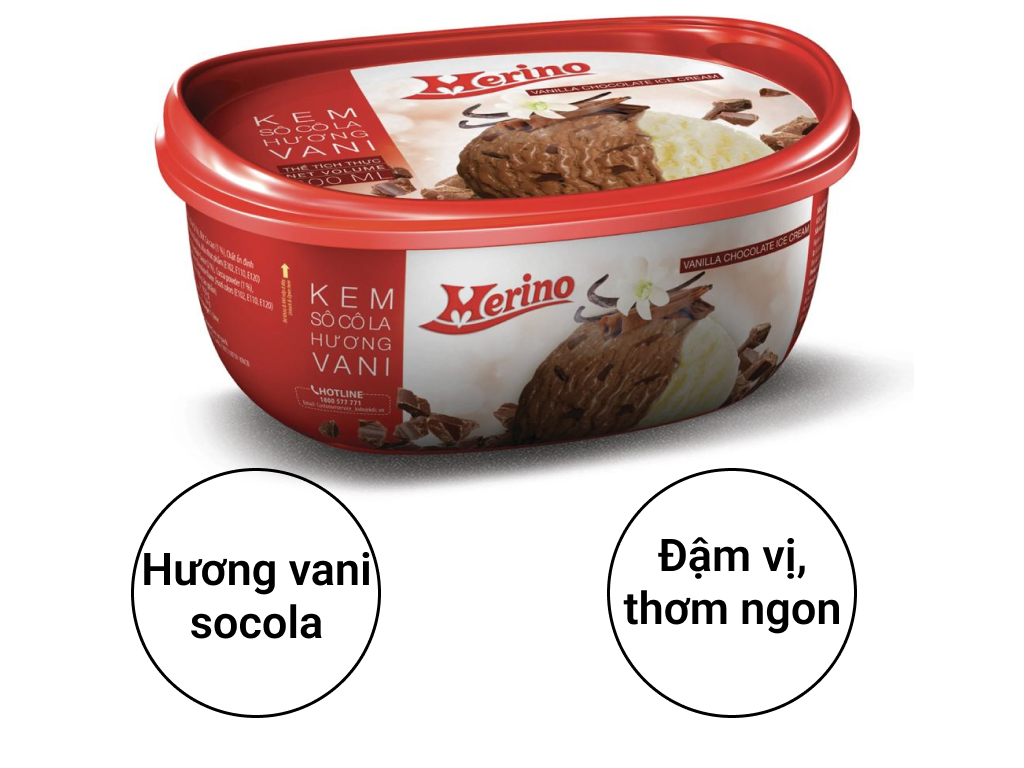 Merino
VANILLA CHOCOLATE ICE CREAM
KEM
SÔ CÔ LA
HƯƠNG
VANI
THỂ TÍCH THỰC
NET VOLUME
ML
Merino
VANILLA CHOCOLATE ICE CREAM
KEM
SÔ CÔ LA
HƯƠNG
VANI
HOTLINE
1800 577 771
Hương vani
socola
Đậm vị,
thơm ngon